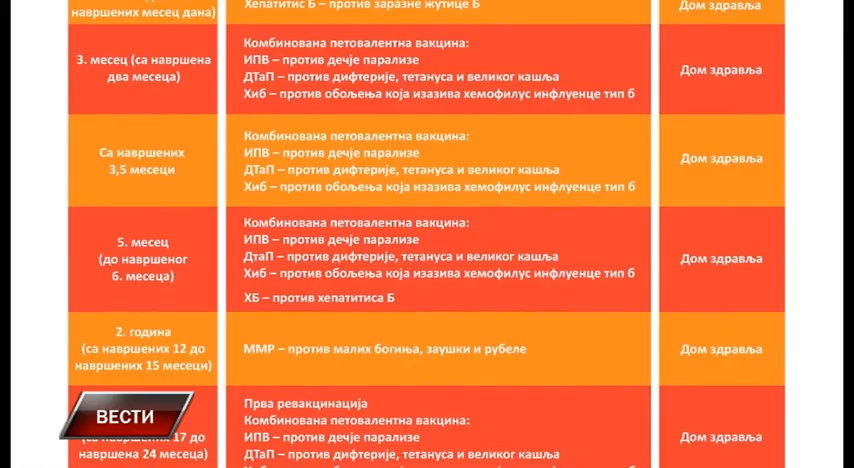 навршених месец дана)
Хепатитис Б – против заразне жутице Б
Дом здравља
3. месец (са навршена
два месеца)
Комбинована петовалентна вакцина:
ИПВ – против дечје парализе
ДТаП – против дифтерије, тетануса и великог кашља
Хиб – против обољења која изазива хемофилус инфлуенце тип б
Дом здравља
Са навршених
3,5 месеци
Комбинована петовалентна вакцина:
ИПВ – против дечје парализе
ДТаП – против дифтерије, тетануса и великог кашља
Хиб – против обољења која изазива хемофилус инфлуенце тип б
Дом здравља
5. месец
(до навршеног
6. месеца)
Комбинована петовалентна вакцина:
ИПВ – против дечје парализе
ДТаП – против дифтерије, тетануса и великог кашља
Хиб – против обољења која изазива хемофилус инфлуенце тип б
ХБ – против хепатитиса Б
Дом здравља
2. година
(са навршених 12 до
навршених 15 месеци)
ММР – против малих богиња, заушки и рубеле
Дом здравља
ВЕСТИ
(са навршених 17 до
навршена 24 месеца)
Прва ревакцинација
Комбинована петовалентна вакцина:
ИПВ – против дечје парализе
ДТаП – против дифтерије, тетануса и великог кашља
Дом здравља